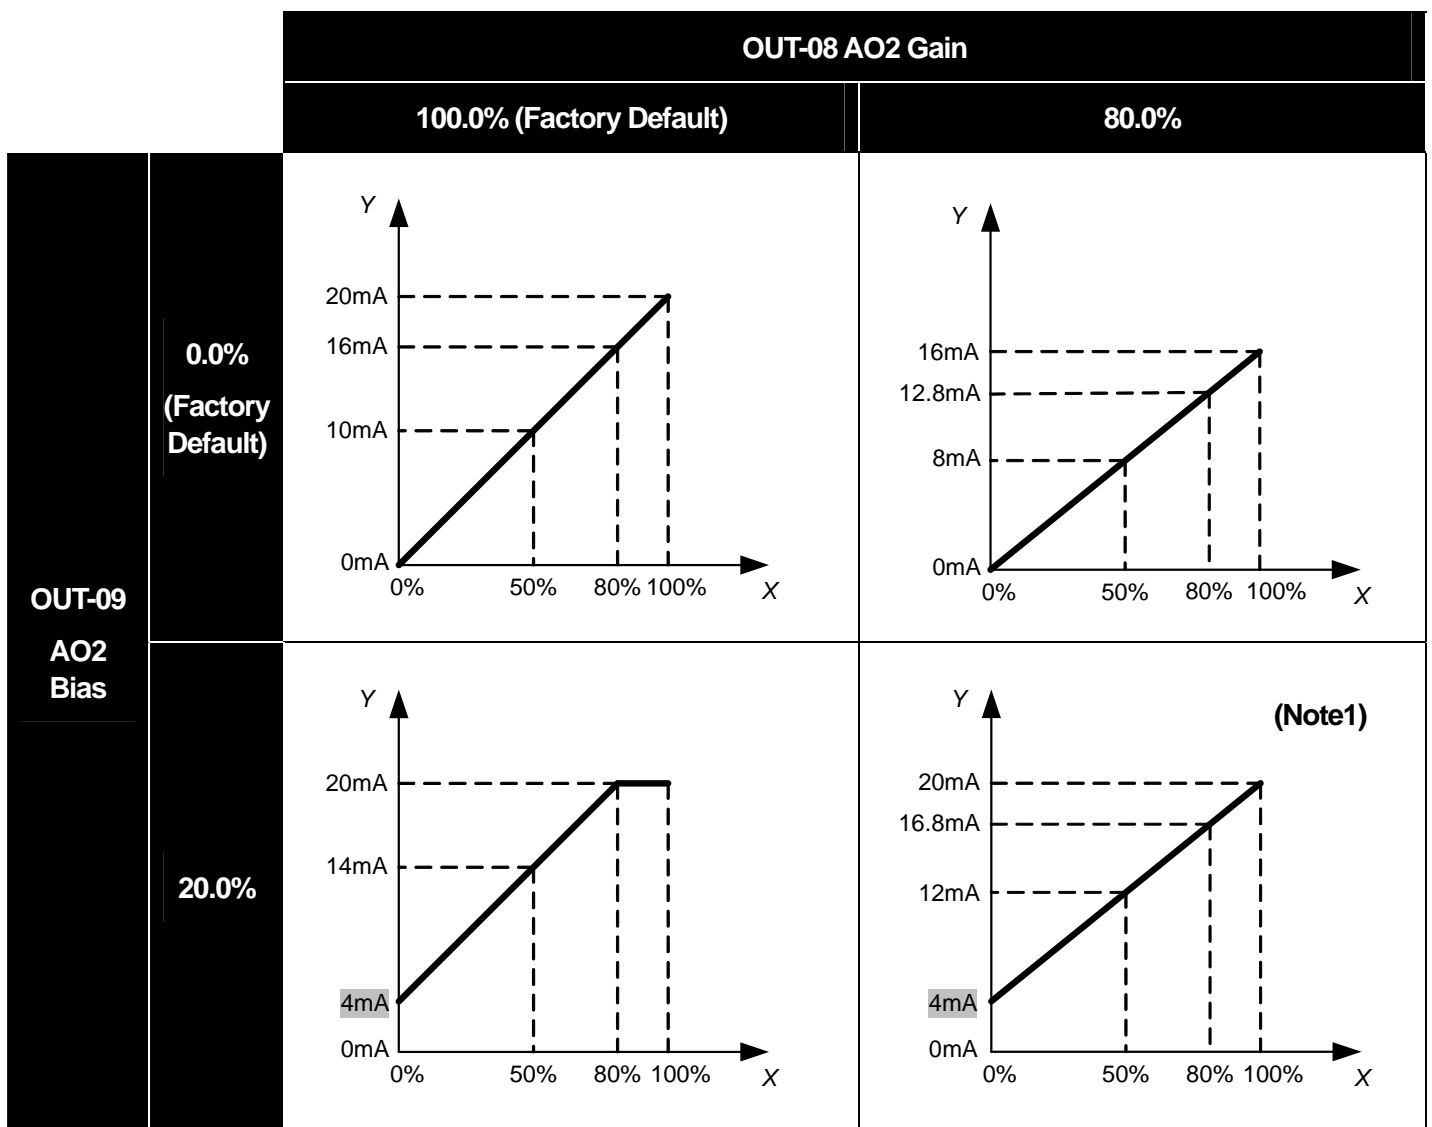 OUT-08 AO2 Gain
100.0% (Factory Default)
80.0%
OUT-09
AO2
Bias
0.0%
(Factory
Default)
Y
20mA
16mA
10mA
0mA
0% 50% 80% 100% X
Y
16mA
12.8mA
8mA
0mA
0% 50% 80% 100% X
20.0%
Y
20mA
14mA
4mA
0mA
0% 50% 80% 100% X
Y
(Note1)
20mA
16.8mA
12mA
4mA
0mA
0% 50% 80% 100% X